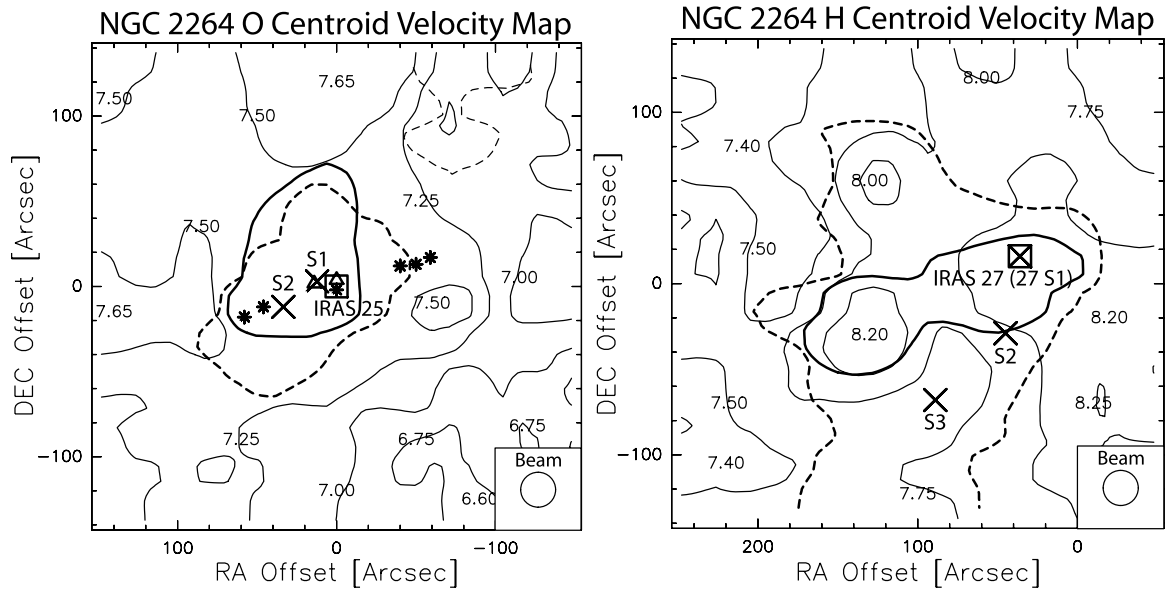 NGC 2264 O Centroid Velocity Map
7.50
7.65
7.50
100
7.25
7.50
S1
S2
0
IRAS 25
7.00
7.65
7.50
7.25
6.75
6.75
-100
Beam
7.00
6.60
100
0
-100
RA Offset [Arcsec]
DEC Offset [Arcsec]
NGC 2264 H Centroid Velocity Map
8.00
7.75
100
7.40
8.00
7.50
IRAS 27 (27 S1)
0
8.20
8.20
S2
7.50
S3
8.25
-100
7.40
Beam
7.75
200
100
0
RA Offset [Arcsec]
DEC Offset [Arcsec]